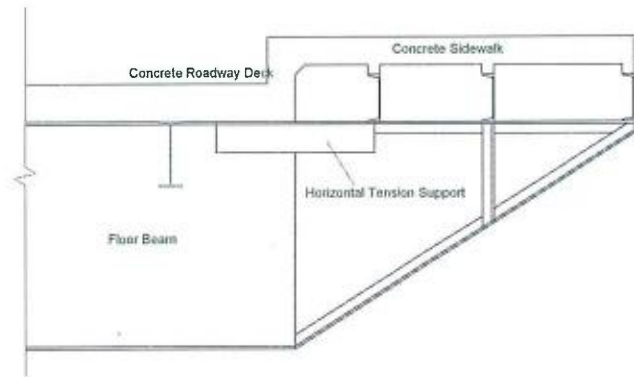 Concrete Sidewalk
Concrete Roadway Deck
Horizontal Tension Support
Floor Beam